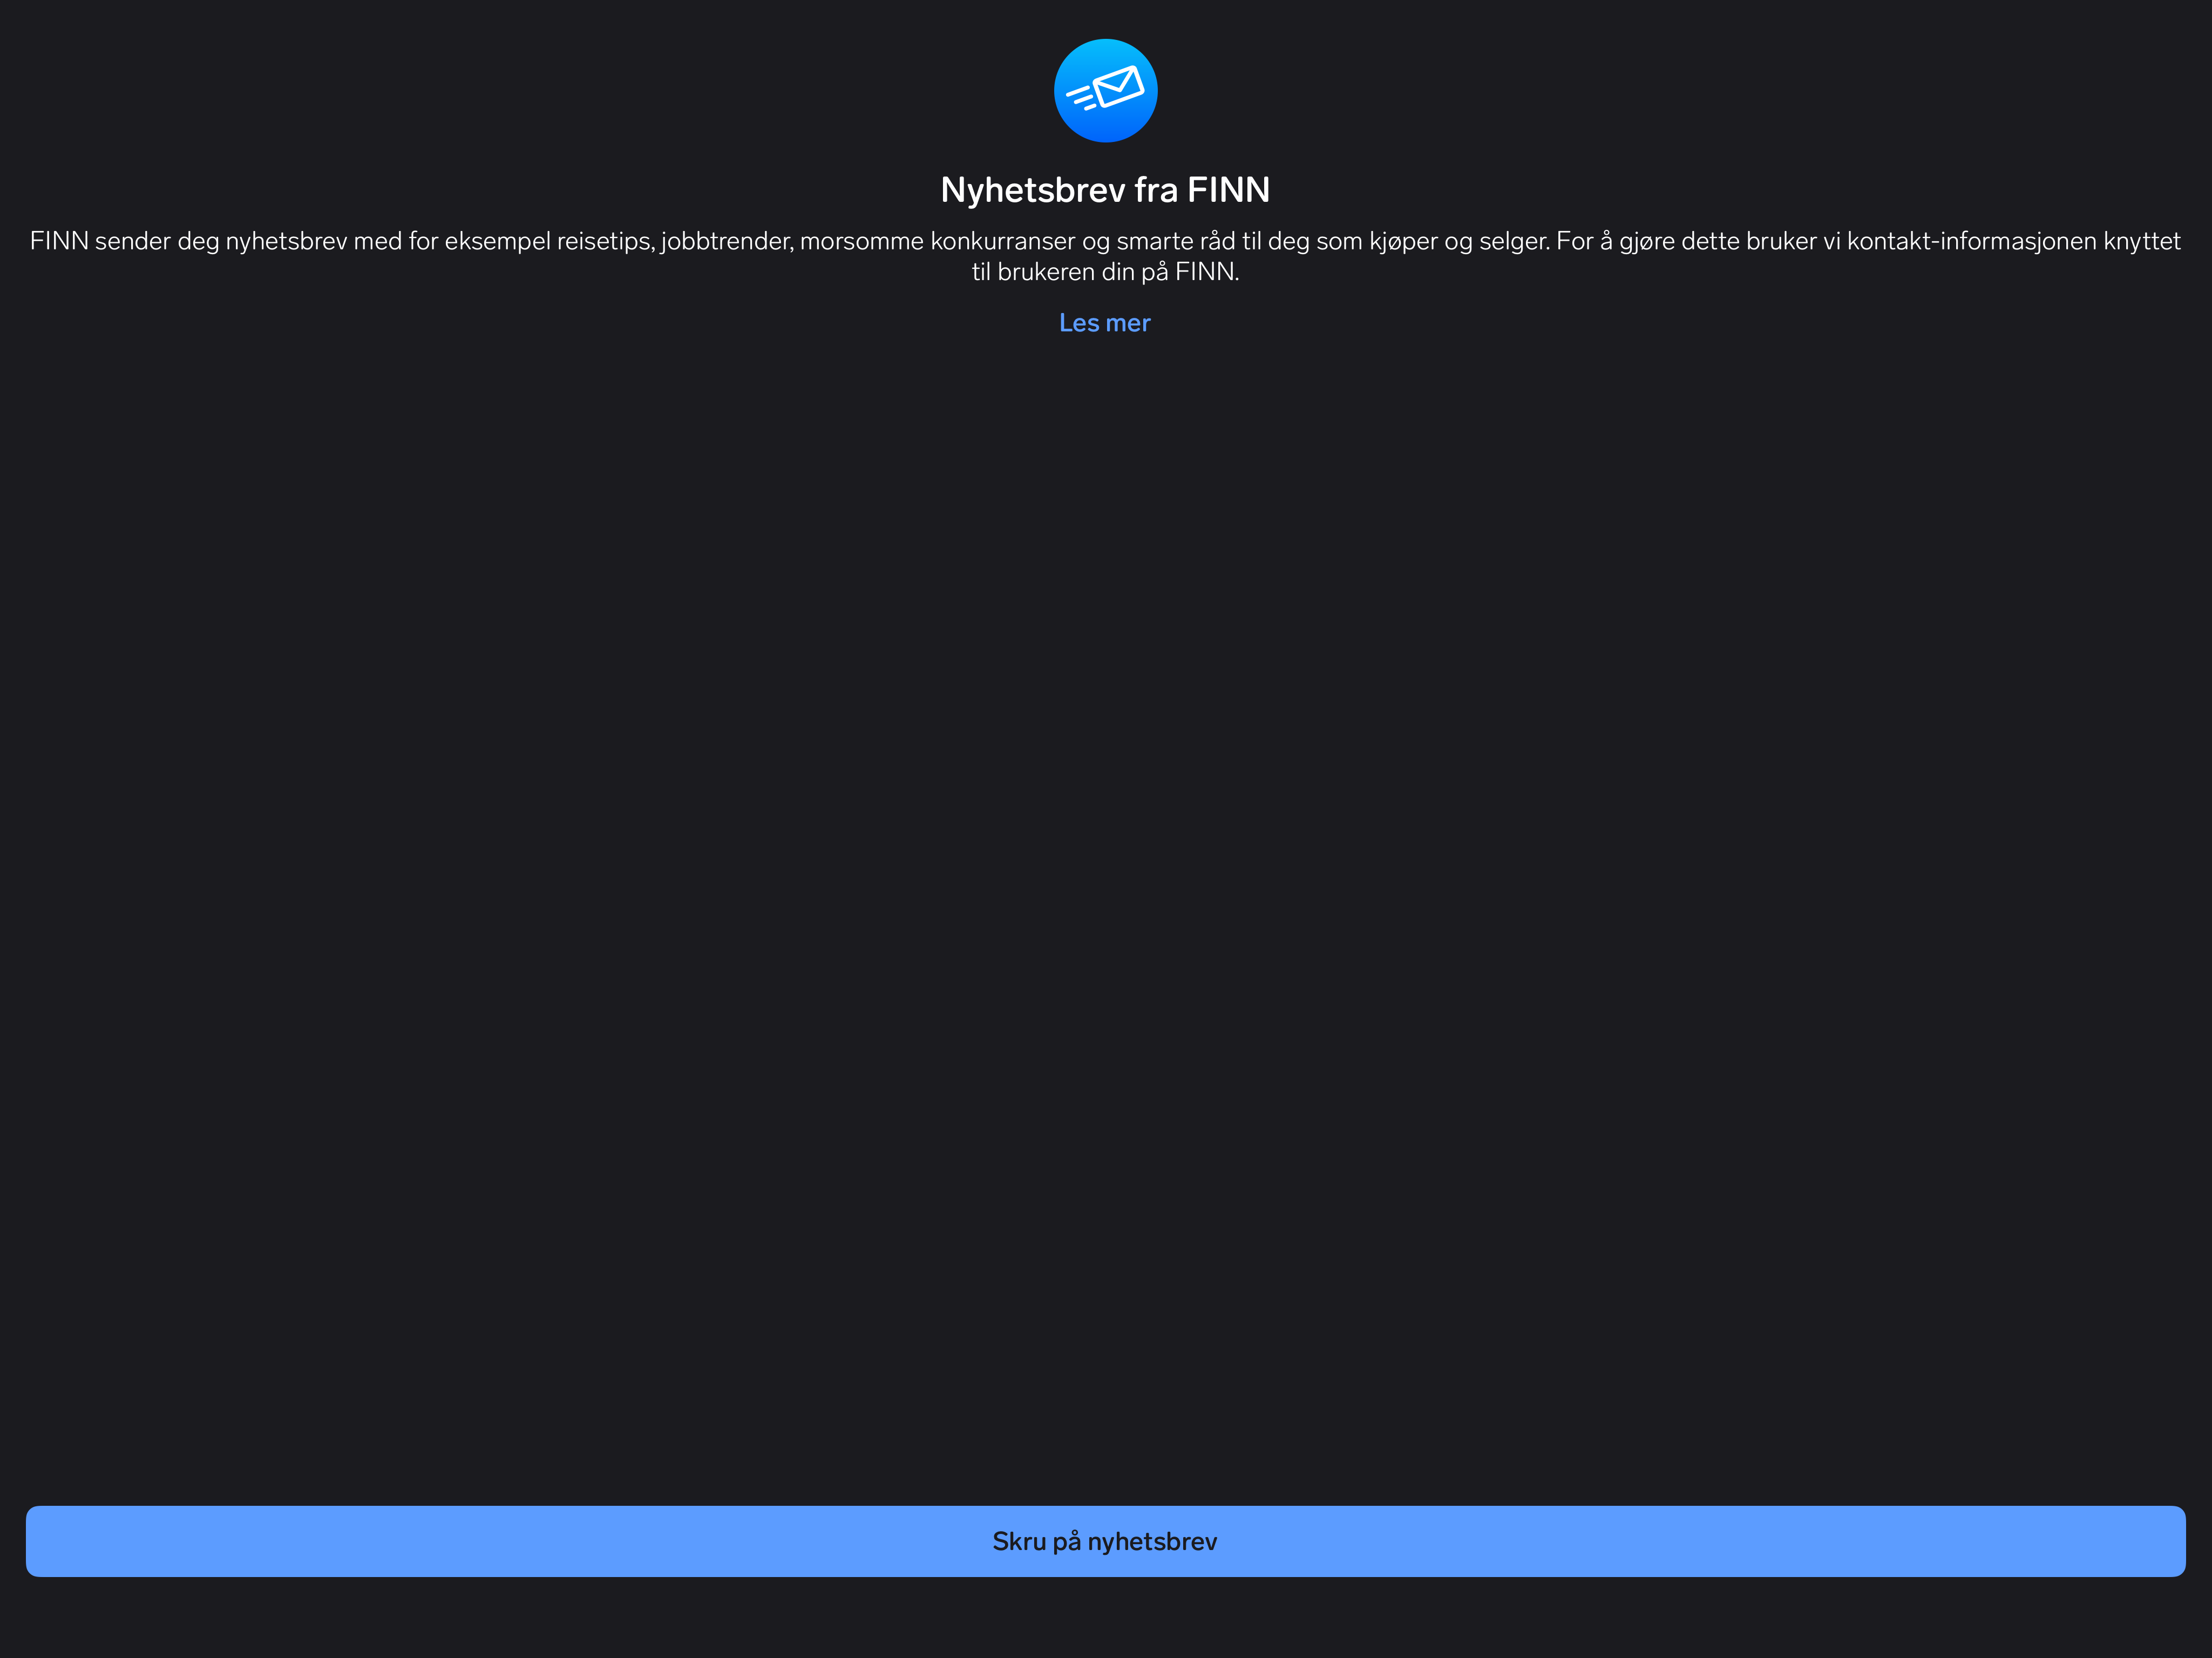 Nyhetsbrev fra FINN
FINN sender deg nyhetsbrev med for eksempel reisetips, jobbtrender, morsomme konkurranser og smarte råd til deg som kjøper og selger. For å gjøre dette bruker vi kontakt-informasjonen knyttet
til brukeren din på FINN.
Les mer
Skru på nyhetsbrev